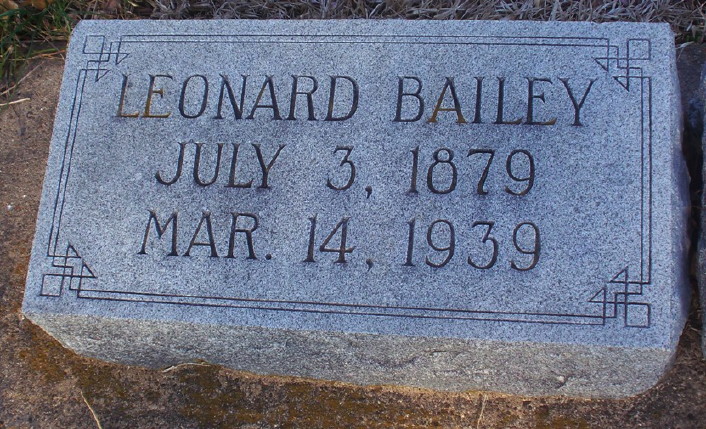 LEONARD BAILEY
JULY 3, 1879
MAR. 14, 1939